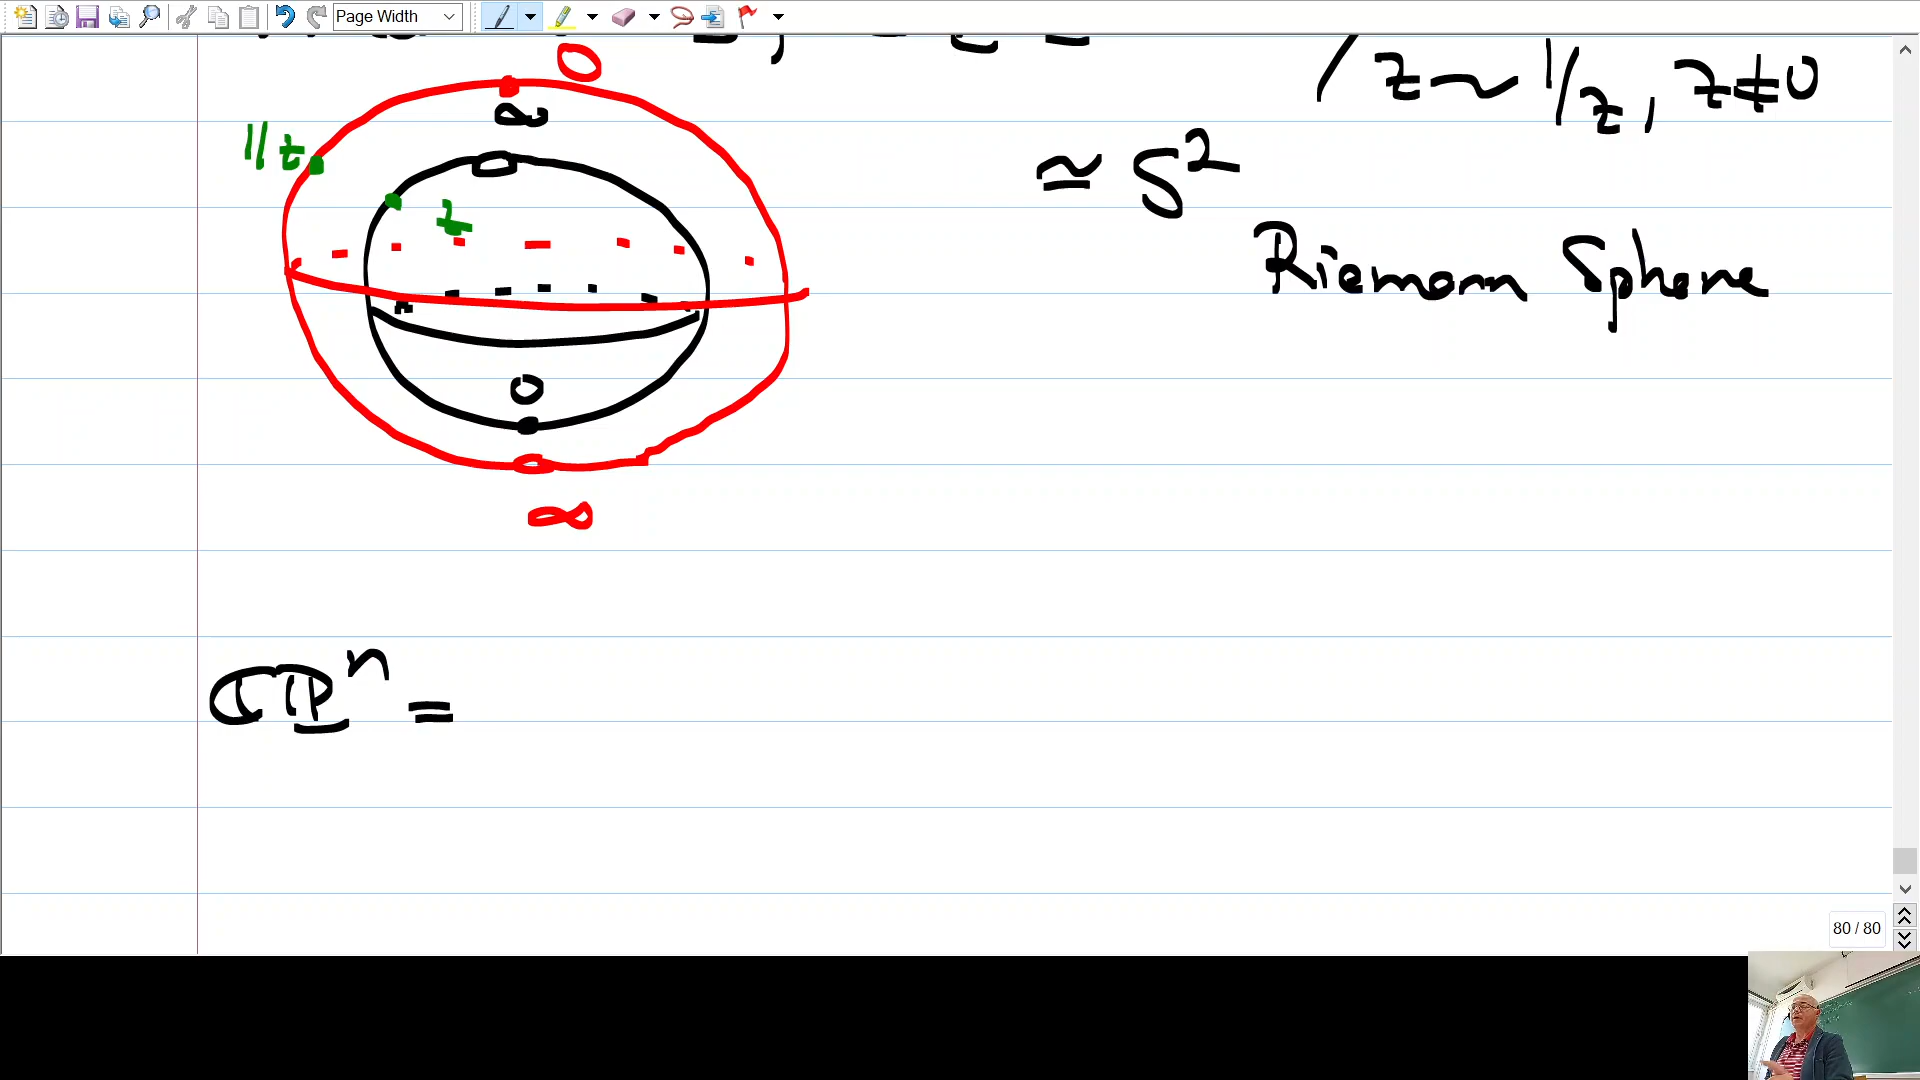 Page Width
0
/ z ~ 1/z, z≠0
∞
1/z
≃ S²
z
Riemann Sphere
0
∞
ℂℙⁿ =
80 / 80